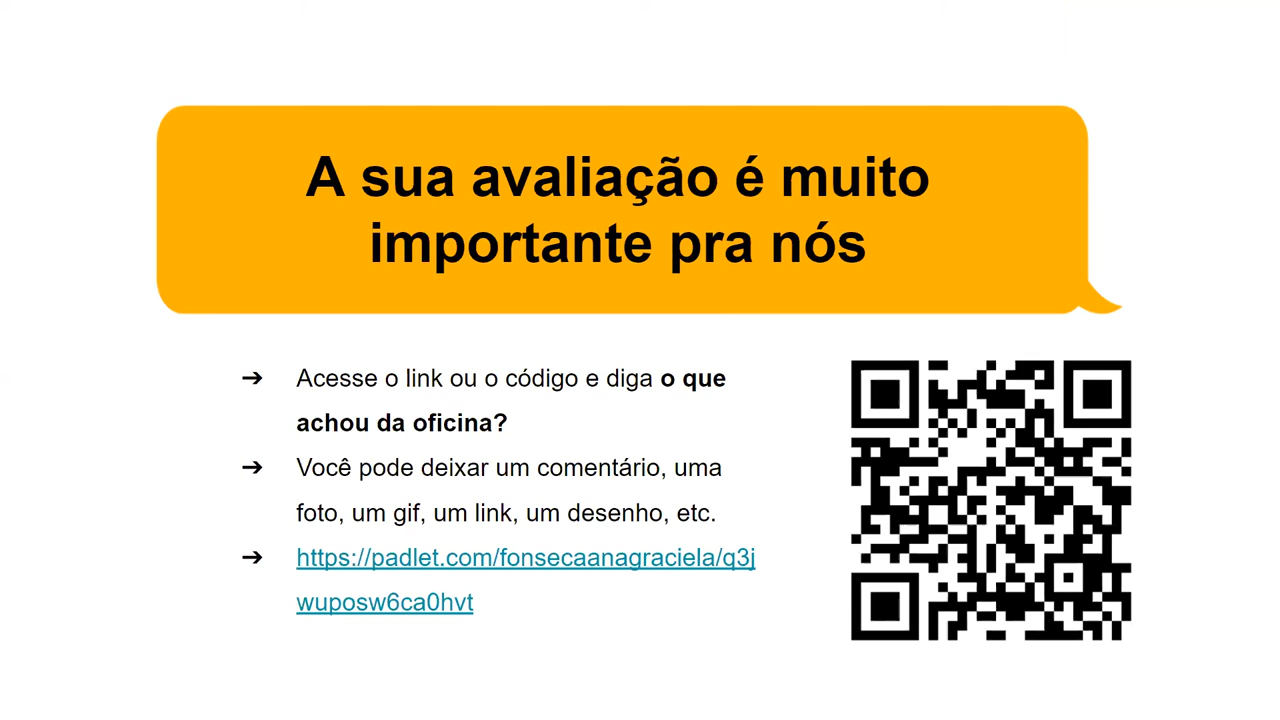 A sua avaliação é muito
importante pra nós
➔ Acesse o link ou o código e diga o que
achou da oficina?
➔ Você pode deixar um comentário, uma
foto, um gif, um link, um desenho, etc.
➔ https://padlet.com/fonsecaanagraciela/q3j
wuposw6ca0hvt